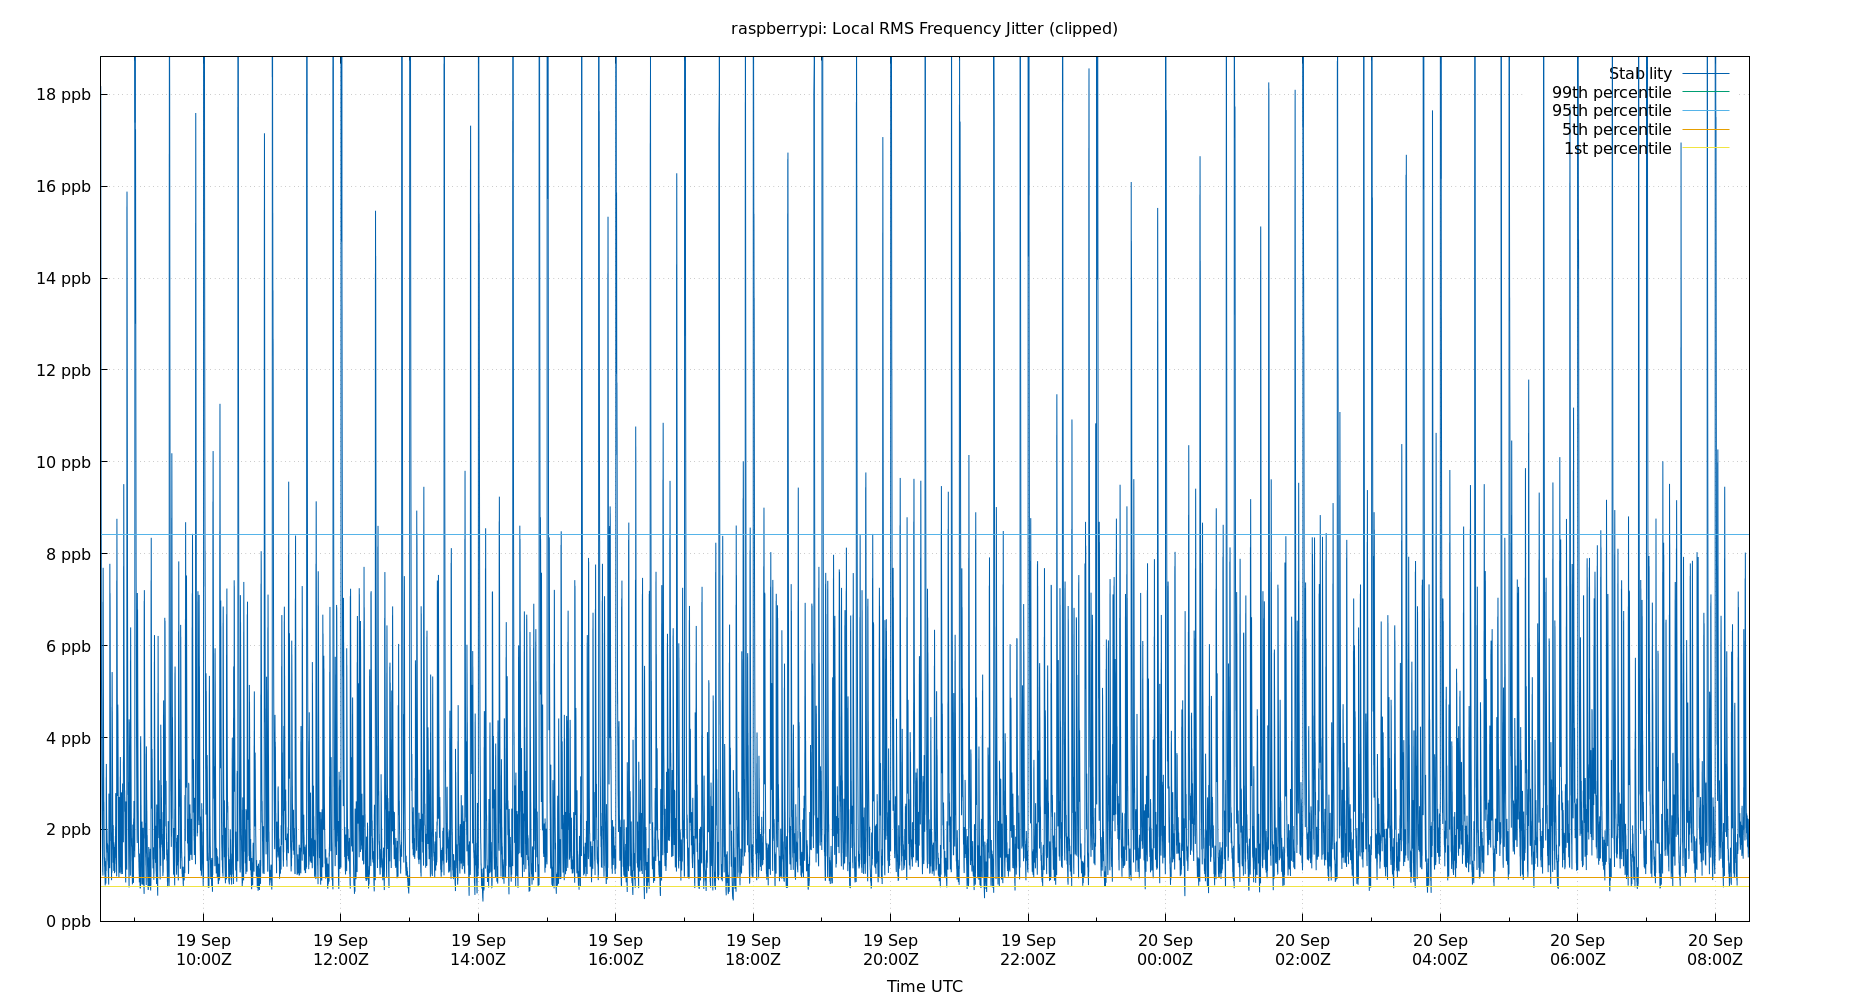 raspberrypi: Local RMS Frequency Jitter (clipped)
Stability
99th percentile
95th percentile
5th percentile
1st percentile
18 ppb
16 ppb
14 ppb
12 ppb
10 ppb
8 ppb
6 ppb
4 ppb
2 ppb
0 ppb
19 Sep 19 Sep 19 Sep 19 Sep 19 Sep 19 Sep 19 Sep 20 Sep 20 Sep 20 Sep 20 Sep 20 Sep
10:00Z 12:00Z 14:00Z 16:00Z 18:00Z 20:00Z 22:00Z 00:00Z 02:00Z 04:00Z 06:00Z 08:00Z
Time UTC